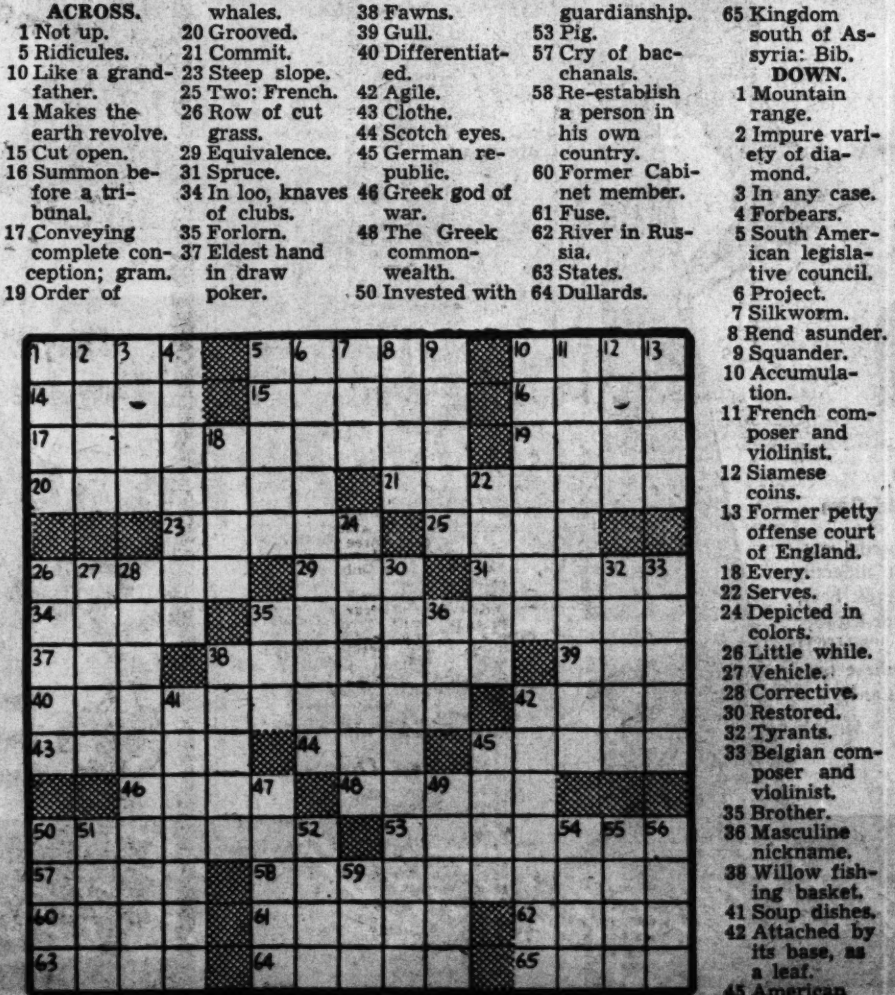 ACROSS.
1 Not up.
5 Ridicules.
10 Like a grand-
father.
14 Makes the
earth revolve.
15 Cut open.
16 Summon be-
fore a tri-
bunal.
17 Conveying
complete con-
ception; gram.
19 Order of
whales.
20 Grooved.
21 Commit.
23 Steep slope.
25 Two: French.
26 Row of cut
grass.
29 Equivalence.
31 Spruce.
34 In loo, knaves
of clubs.
35 Forlorn.
37 Eldest hand
in draw
poker.
38 Fawns.
39 Gull.
40 Differentiat-
ed.
42 Agile.
43 Clothe.
44 Scotch eyes.
45 German re-
public.
46 Greek god of
war.
48 The Greek
common-
wealth.
50 Invested with
guardianship.
53 Pig.
57 Cry of bac-
chanals.
58 Re-establish
a person in
his own
country.
60 Former Cabi-
net member.
61 Fuse.
62 River in Rus-
sia.
63 States.
64 Dullards.
65 Kingdom
south of As-
syria: Bib.
DOWN.
1 Mountain
range.
2 Impure vari-
ety of dia-
mond.
3 In any case.
4 Forbears.
5 South Amer-
ican legisla-
tive council.
6 Project.
7 Silkworm.
8 Rend asunder.
9 Squander.
10 Accumula-
tion.
11 French com-
poser and
violinist.
12 Siamese
coins.
13 Former petty
offense court
of England.
18 Every.
22 Serves.
24 Depicted in
colors.
26 Little while.
27 Vehicle.
28 Corrective.
30 Restored.
32 Tyrants.
33 Belgian com-
poser and
violinist.
35 Brother.
36 Masculine
nickname.
38 Willow fish-
ing basket.
41 Soup dishes.
42 Attached by
its base, as
a leaf.
45 American
1 2 3 4 5 6 7 8 9 10 11 12 13
14 15 16
17 18 19
20 21 22
23 24 25
26 27 28 29 30 31 32 33
34 35 36
37 38 39
40 41 42
43 44 45
46 47 48 49
50 51 52 53 54 55 56
57 58 59
60 61 62
63 64 65